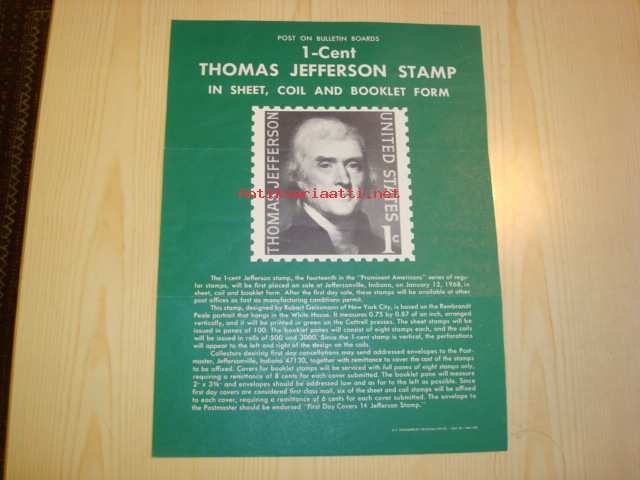 POST ON BULLETIN BOARDS
1-Cent
THOMAS JEFFERSON STAMP
IN SHEET, COIL AND BOOKLET FORM
THOMAS JEFFERSON
UNITED STATES
1c
antikvariaatti.net
The 1-cent Jefferson stamp, the fourteenth in the "Prominent Americans" series of regu-
lar stamps, will be first placed on sale at Jeffersonville, Indiana, on January 12, 1968, in
sheet, coil and booklet form. After the first day sale, these stamps will be available at other
post offices as fast as manufacturing conditions permit.
This stamp, designed by Robert Geissmann of New York City, is based on the Rembrandt
Peale portrait that hangs in the White House. It measures 0.75 by 0.87 of an inch, arranged
vertically, and it will be printed in green on the Cottrell presses. The sheet stamps will be
issued in panes of 100. The booklet panes will consist of eight stamps each, and the coils
will be issued in rolls of 500 and 3000. Since the 1-cent stamp is vertical, the perforations
will appear to the left and right of the design on the coils.
Collectors desiring first day cancellations may send addressed envelopes to the Post-
master, Jeffersonville, Indiana 47130, together with remittance to cover the cost of the stamps
to be affixed. Covers for booklet stamps will be serviced with full panes of eight stamps only,
requiring a remittance of 8 cents for each cover submitted. The booklet pane will measure
2" x 3⅝" and envelopes should be addressed low and as far to the left as possible. Since
first day covers are considered first class mail, six of the sheet and coil stamps will be affixed
to each cover, requiring a remittance of 6 cents for each cover submitted. The envelope to
the Postmaster should be endorsed "First Day Covers 1¢ Jefferson Stamp."